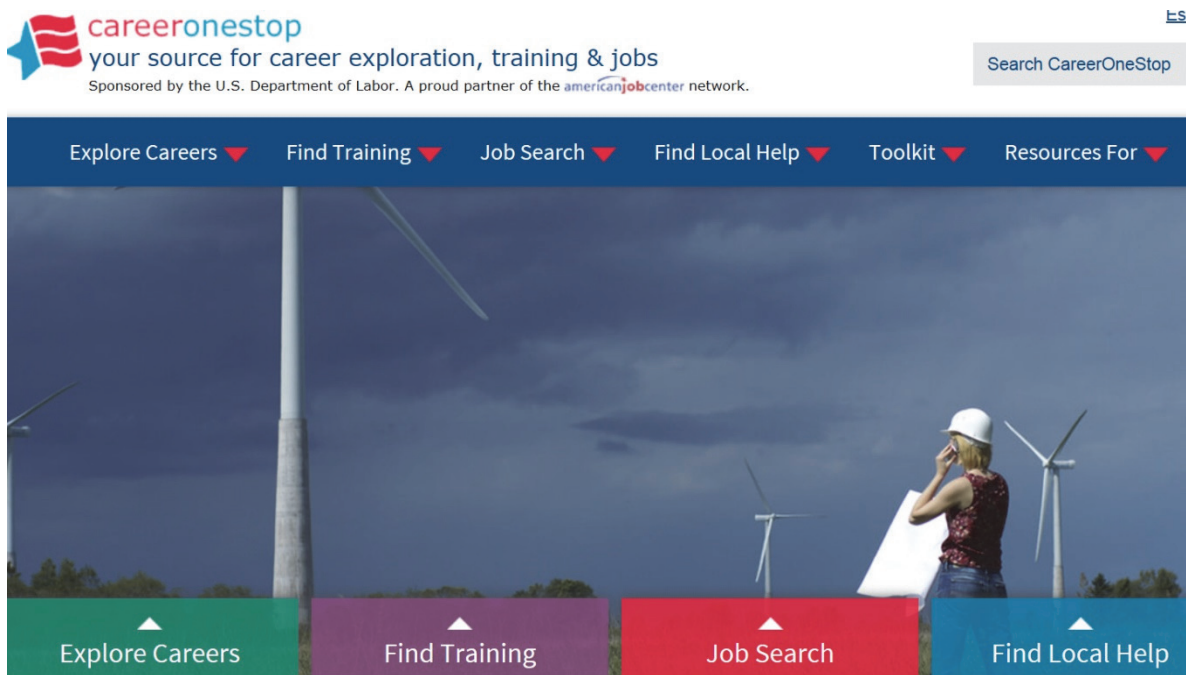 careeronestop
your source for career exploration, training & jobs
Sponsored by the U.S. Department of Labor. A proud partner of the americanjobcenter network.
Search CareerOneStop
Explore Careers Find Training Job Search Find Local Help Toolkit Resources For
Explore Careers Find Training Job Search Find Local Help